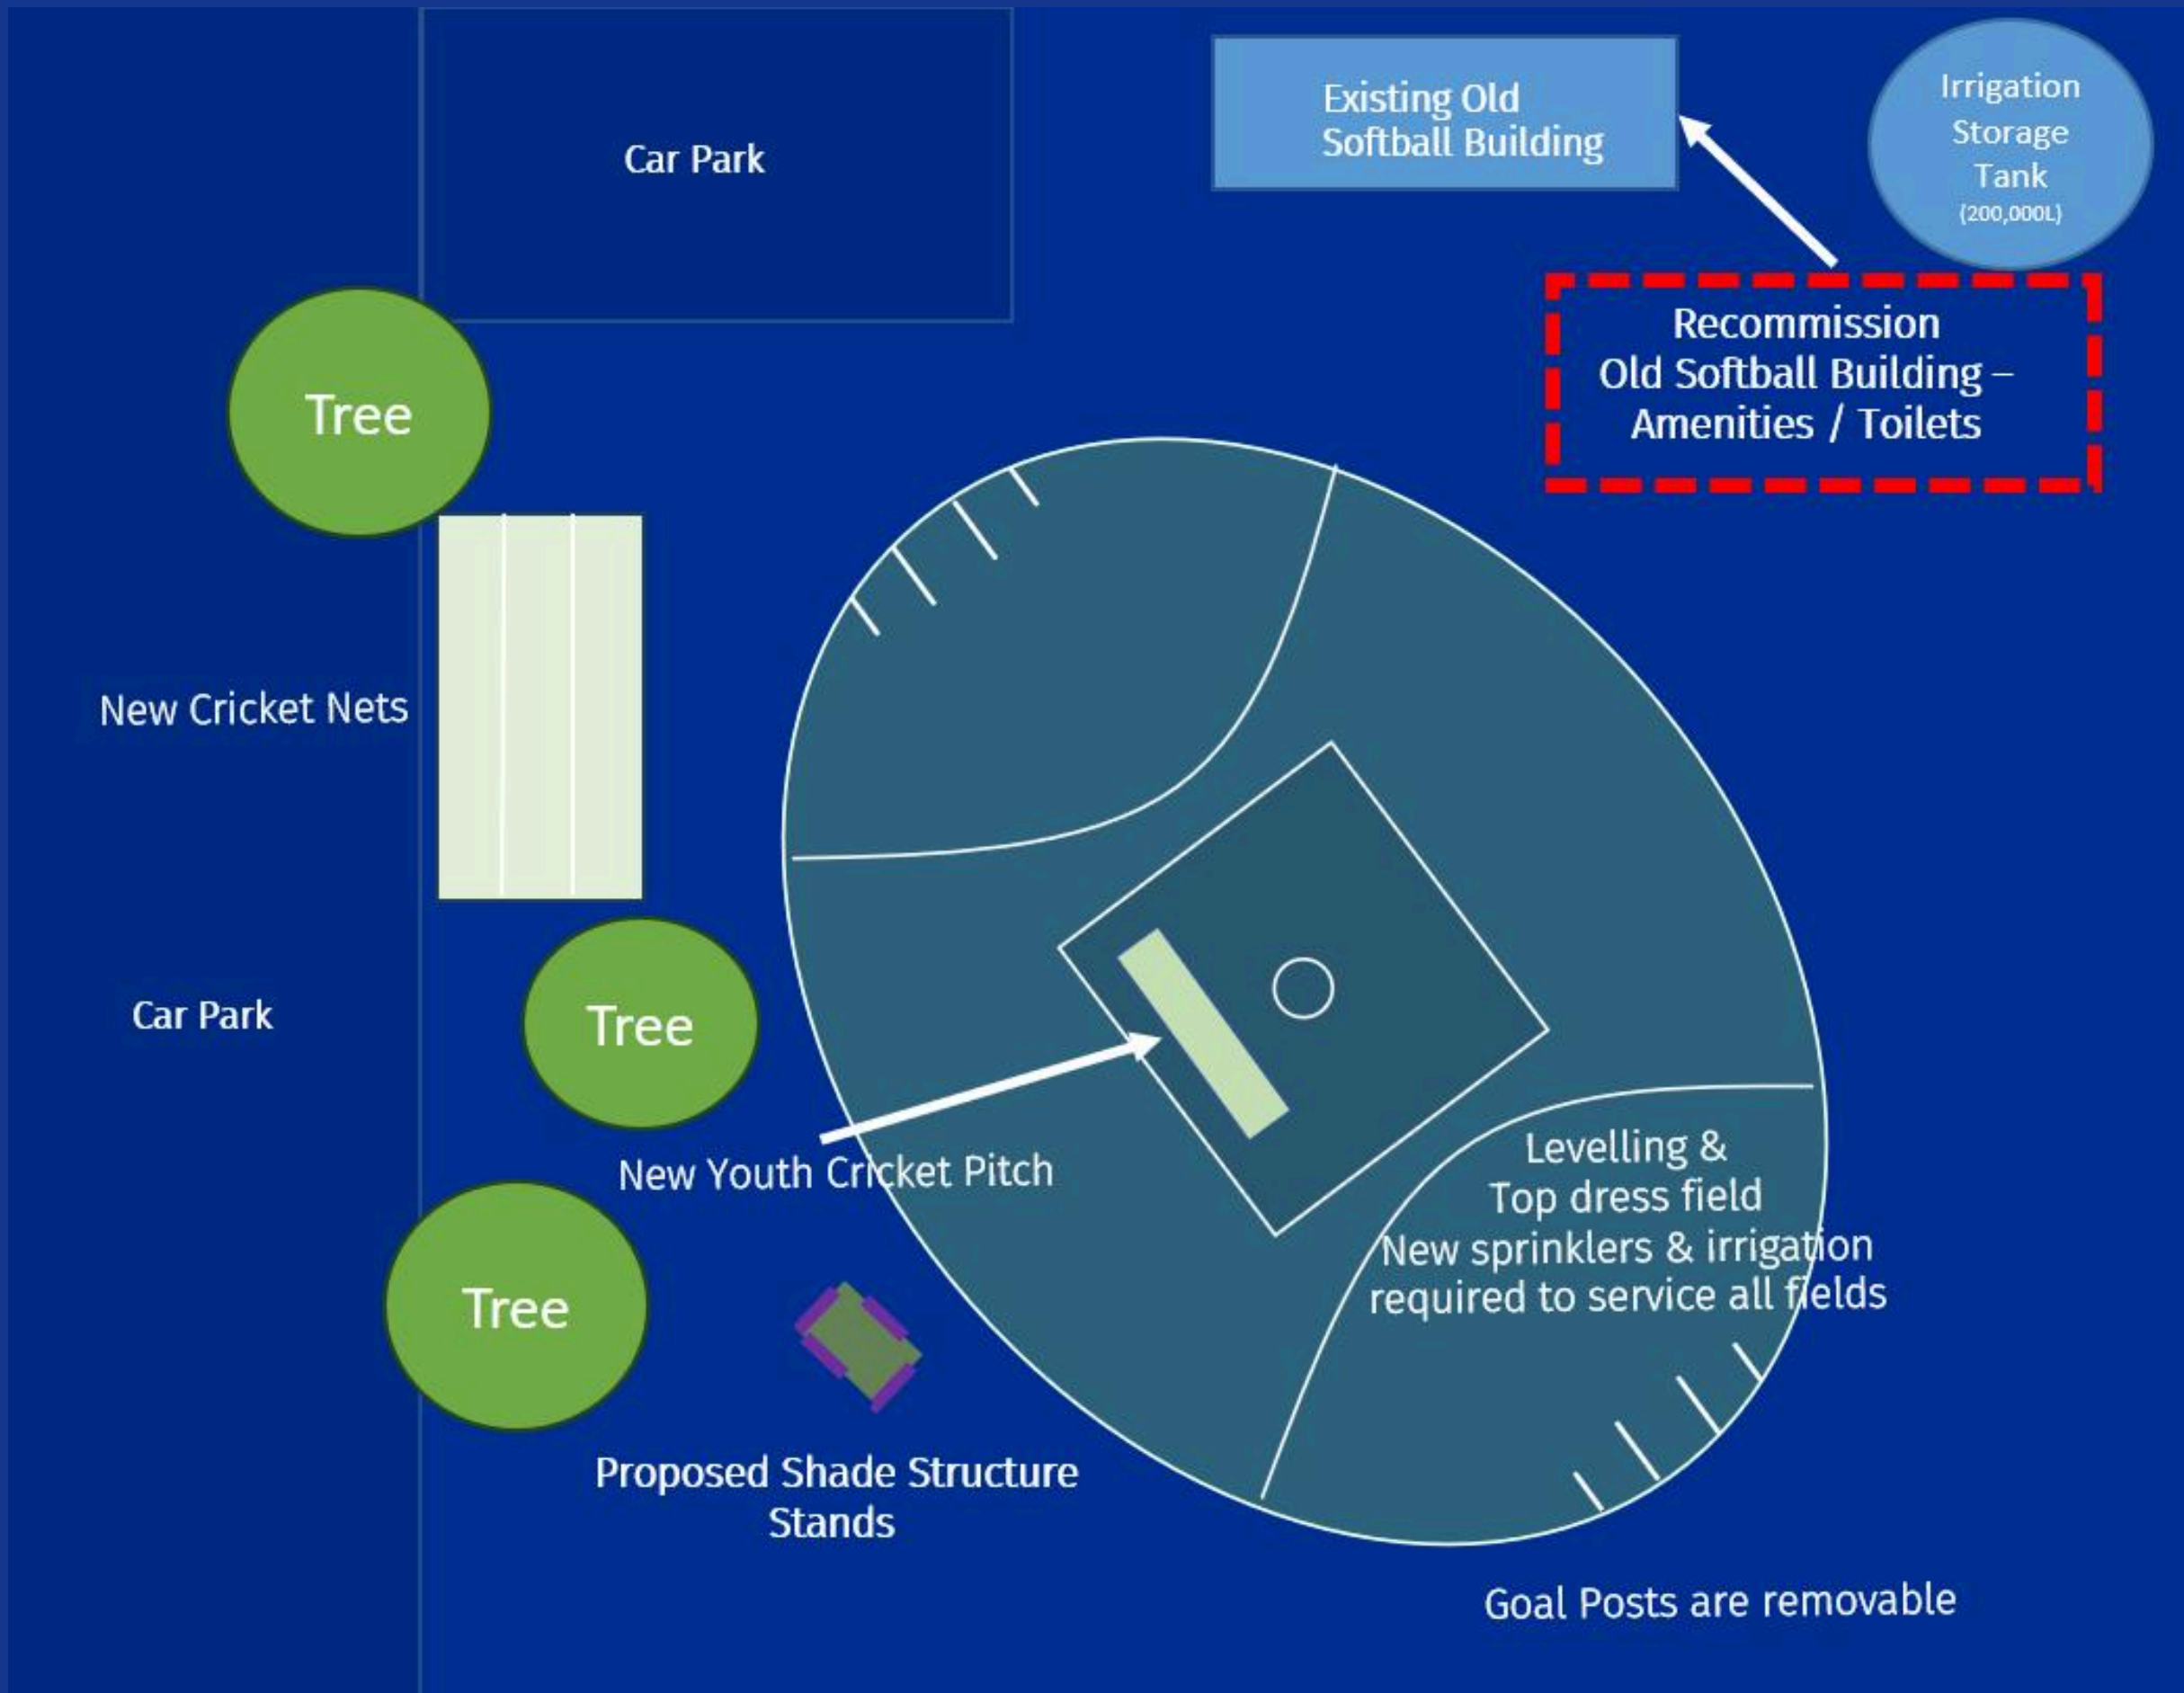 Car Park
Existing Old
Softball Building
Irrigation
Storage
Tank
(200,000L)
Recommission
Old Softball Building –
Amenities / Toilets
Tree
New Cricket Nets
Car Park
Tree
New Youth Cricket Pitch
Levelling &
Top dress field
New sprinklers & irrigation
required to service all fields
Tree
Proposed Shade Structure
Stands
Goal Posts are removable